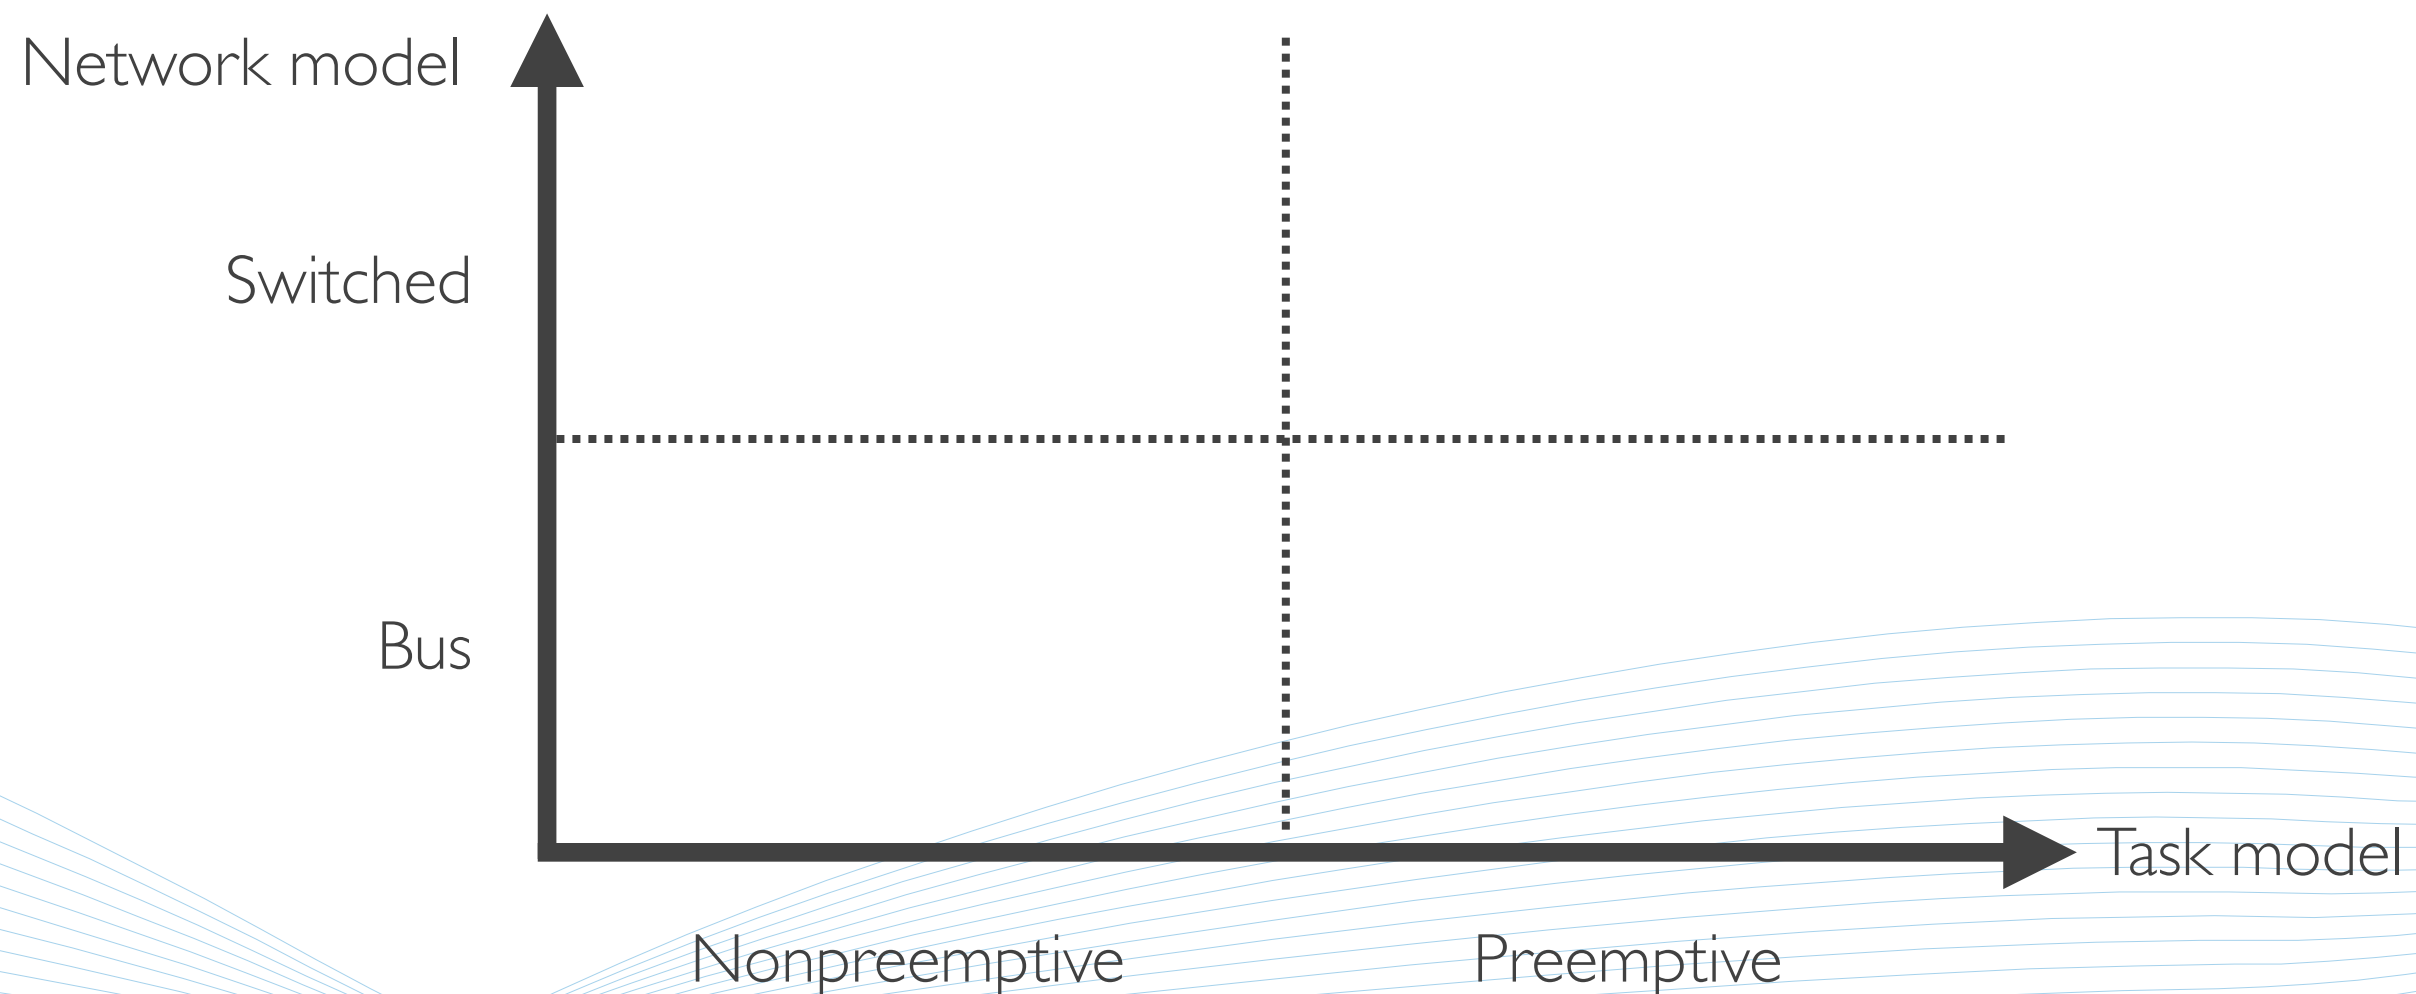 Network model
Switched
Bus
Task model
Nonpreemptive
Preemptive